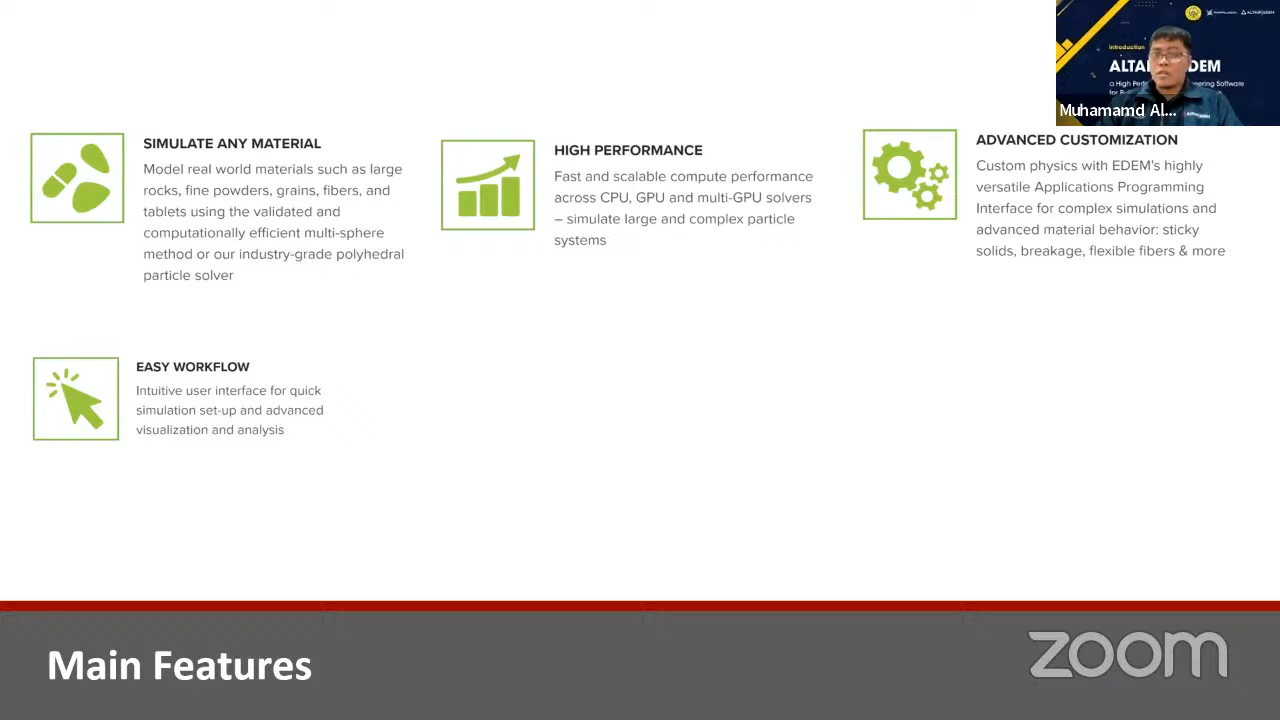 Introduction
Muhamamd Al...
SIMULATE ANY MATERIAL
Model real world materials such as large
rocks, fine powders, grains, fibers, and
tablets using the validated and
computationally efficient multi-sphere
method or our industry-grade polyhedral
particle solver
HIGH PERFORMANCE
Fast and scalable compute performance
across CPU, GPU and multi-GPU solvers
– simulate large and complex particle
systems
ADVANCED CUSTOMIZATION
Custom physics with EDEM's highly
versatile Applications Programming
Interface for complex simulations and
advanced material behavior: sticky
solids, breakage, flexible fibers & more
EASY WORKFLOW
Intuitive user interface for quick
simulation set-up and advanced
visualization and analysis
Main Features
zoom